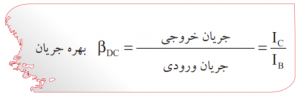 بهره جریان β_DC = جریان خروجی / جریان ورودی = I_C / I_B